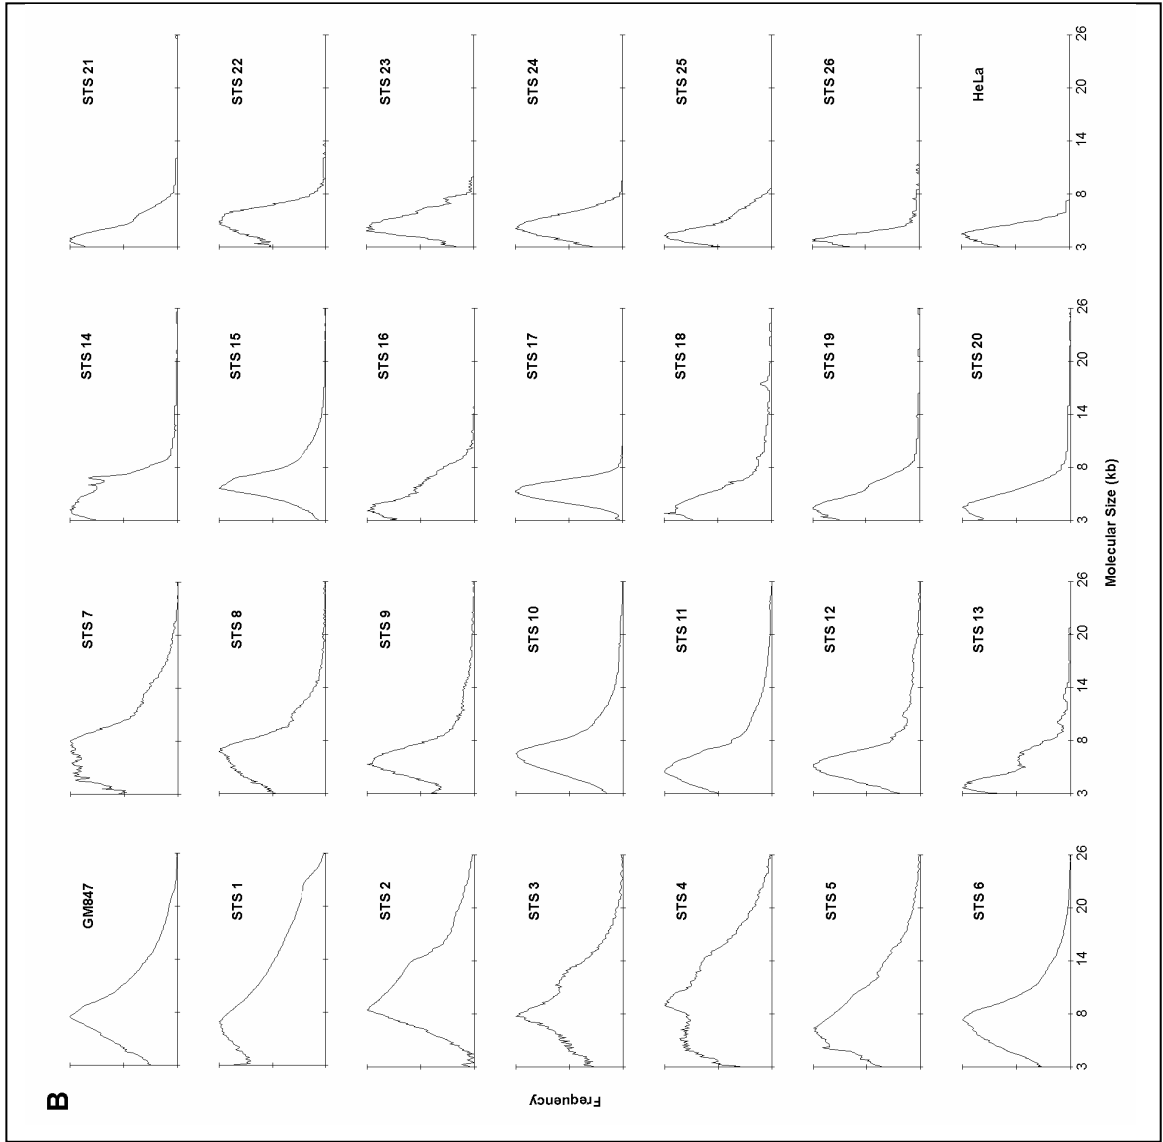 B
GM847
STS 7
STS 14
STS 21
STS 1
STS 8
STS 15
STS 22
STS 2
STS 9
STS 16
STS 23
STS 3
STS 10
STS 17
STS 24
STS 4
STS 11
STS 18
STS 25
STS 5
STS 12
STS 19
STS 26
STS 6
STS 13
STS 20
HeLa
3 8 14 20 26
3 8 14 20 26
3 8 14 20 26
3 8 14 20 26
Frequency
Molecular Size (kb)